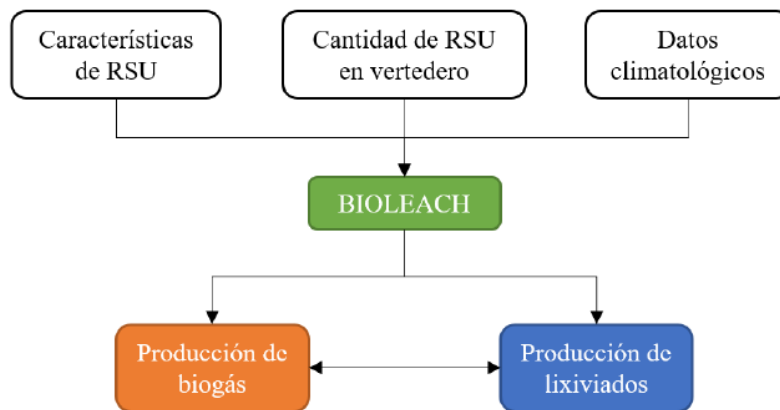 Características
de RSU
Cantidad de RSU
en vertedero
Datos
climatológicos
BIOLEACH
Producción de
biogás
Producción de
lixiviados